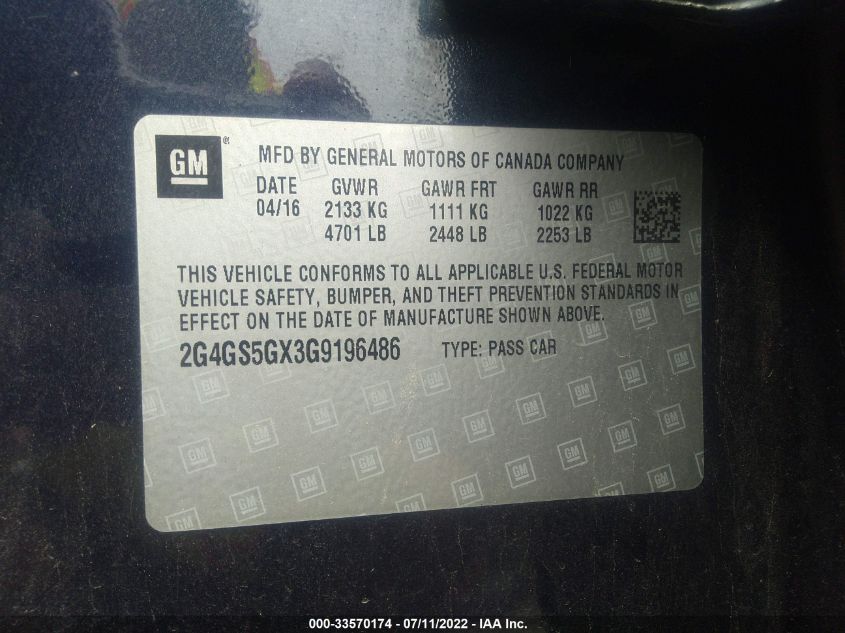 GM ® MFD BY GENERAL MOTORS OF CANADA COMPANY
DATE GVWR GAWR FRT GAWR RR
04/16 2133 KG 1111 KG 1022 KG
4701 LB 2448 LB 2253 LB
THIS VEHICLE CONFORMS TO ALL APPLICABLE U.S. FEDERAL MOTOR
VEHICLE SAFETY, BUMPER, AND THEFT PREVENTION STANDARDS IN
EFFECT ON THE DATE OF MANUFACTURE SHOWN ABOVE.
2G4GS5GX3G9196486 TYPE: PASS CAR
000-33570174 - 07/11/2022 - IAA Inc.